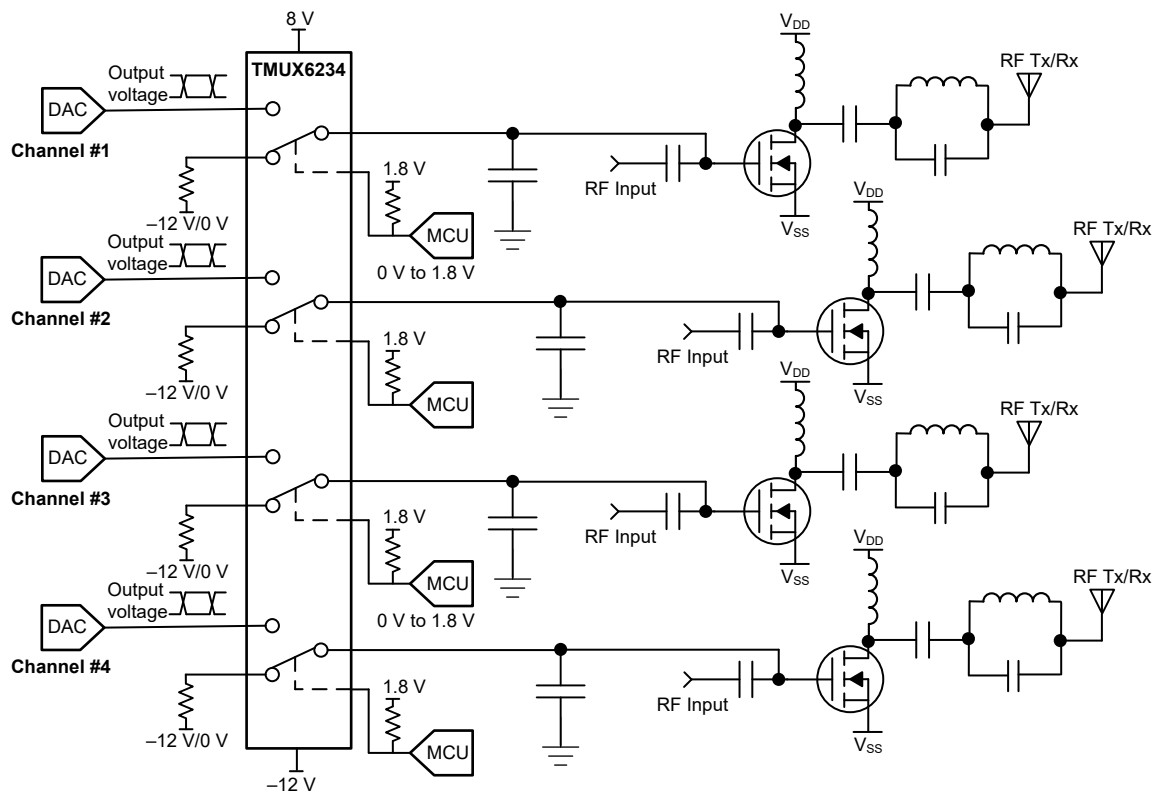 8 V
TMUX6234
Output
voltage
DAC
Channel #1
–12 V/0 V
1.8 V
MCU
0 V to 1.8 V
RF Input
VDD
VSS
RF Tx/Rx
Output
voltage
DAC
Channel #2
–12 V/0 V
1.8 V
MCU
RF Input
VDD
VSS
RF Tx/Rx
Output
voltage
DAC
Channel #3
–12 V/0 V
1.8 V
MCU
0 V to 1.8 V
RF Input
VDD
VSS
RF Tx/Rx
Output
voltage
DAC
Channel #4
–12 V/0 V
1.8 V
MCU
RF Input
VDD
VSS
RF Tx/Rx
–12 V